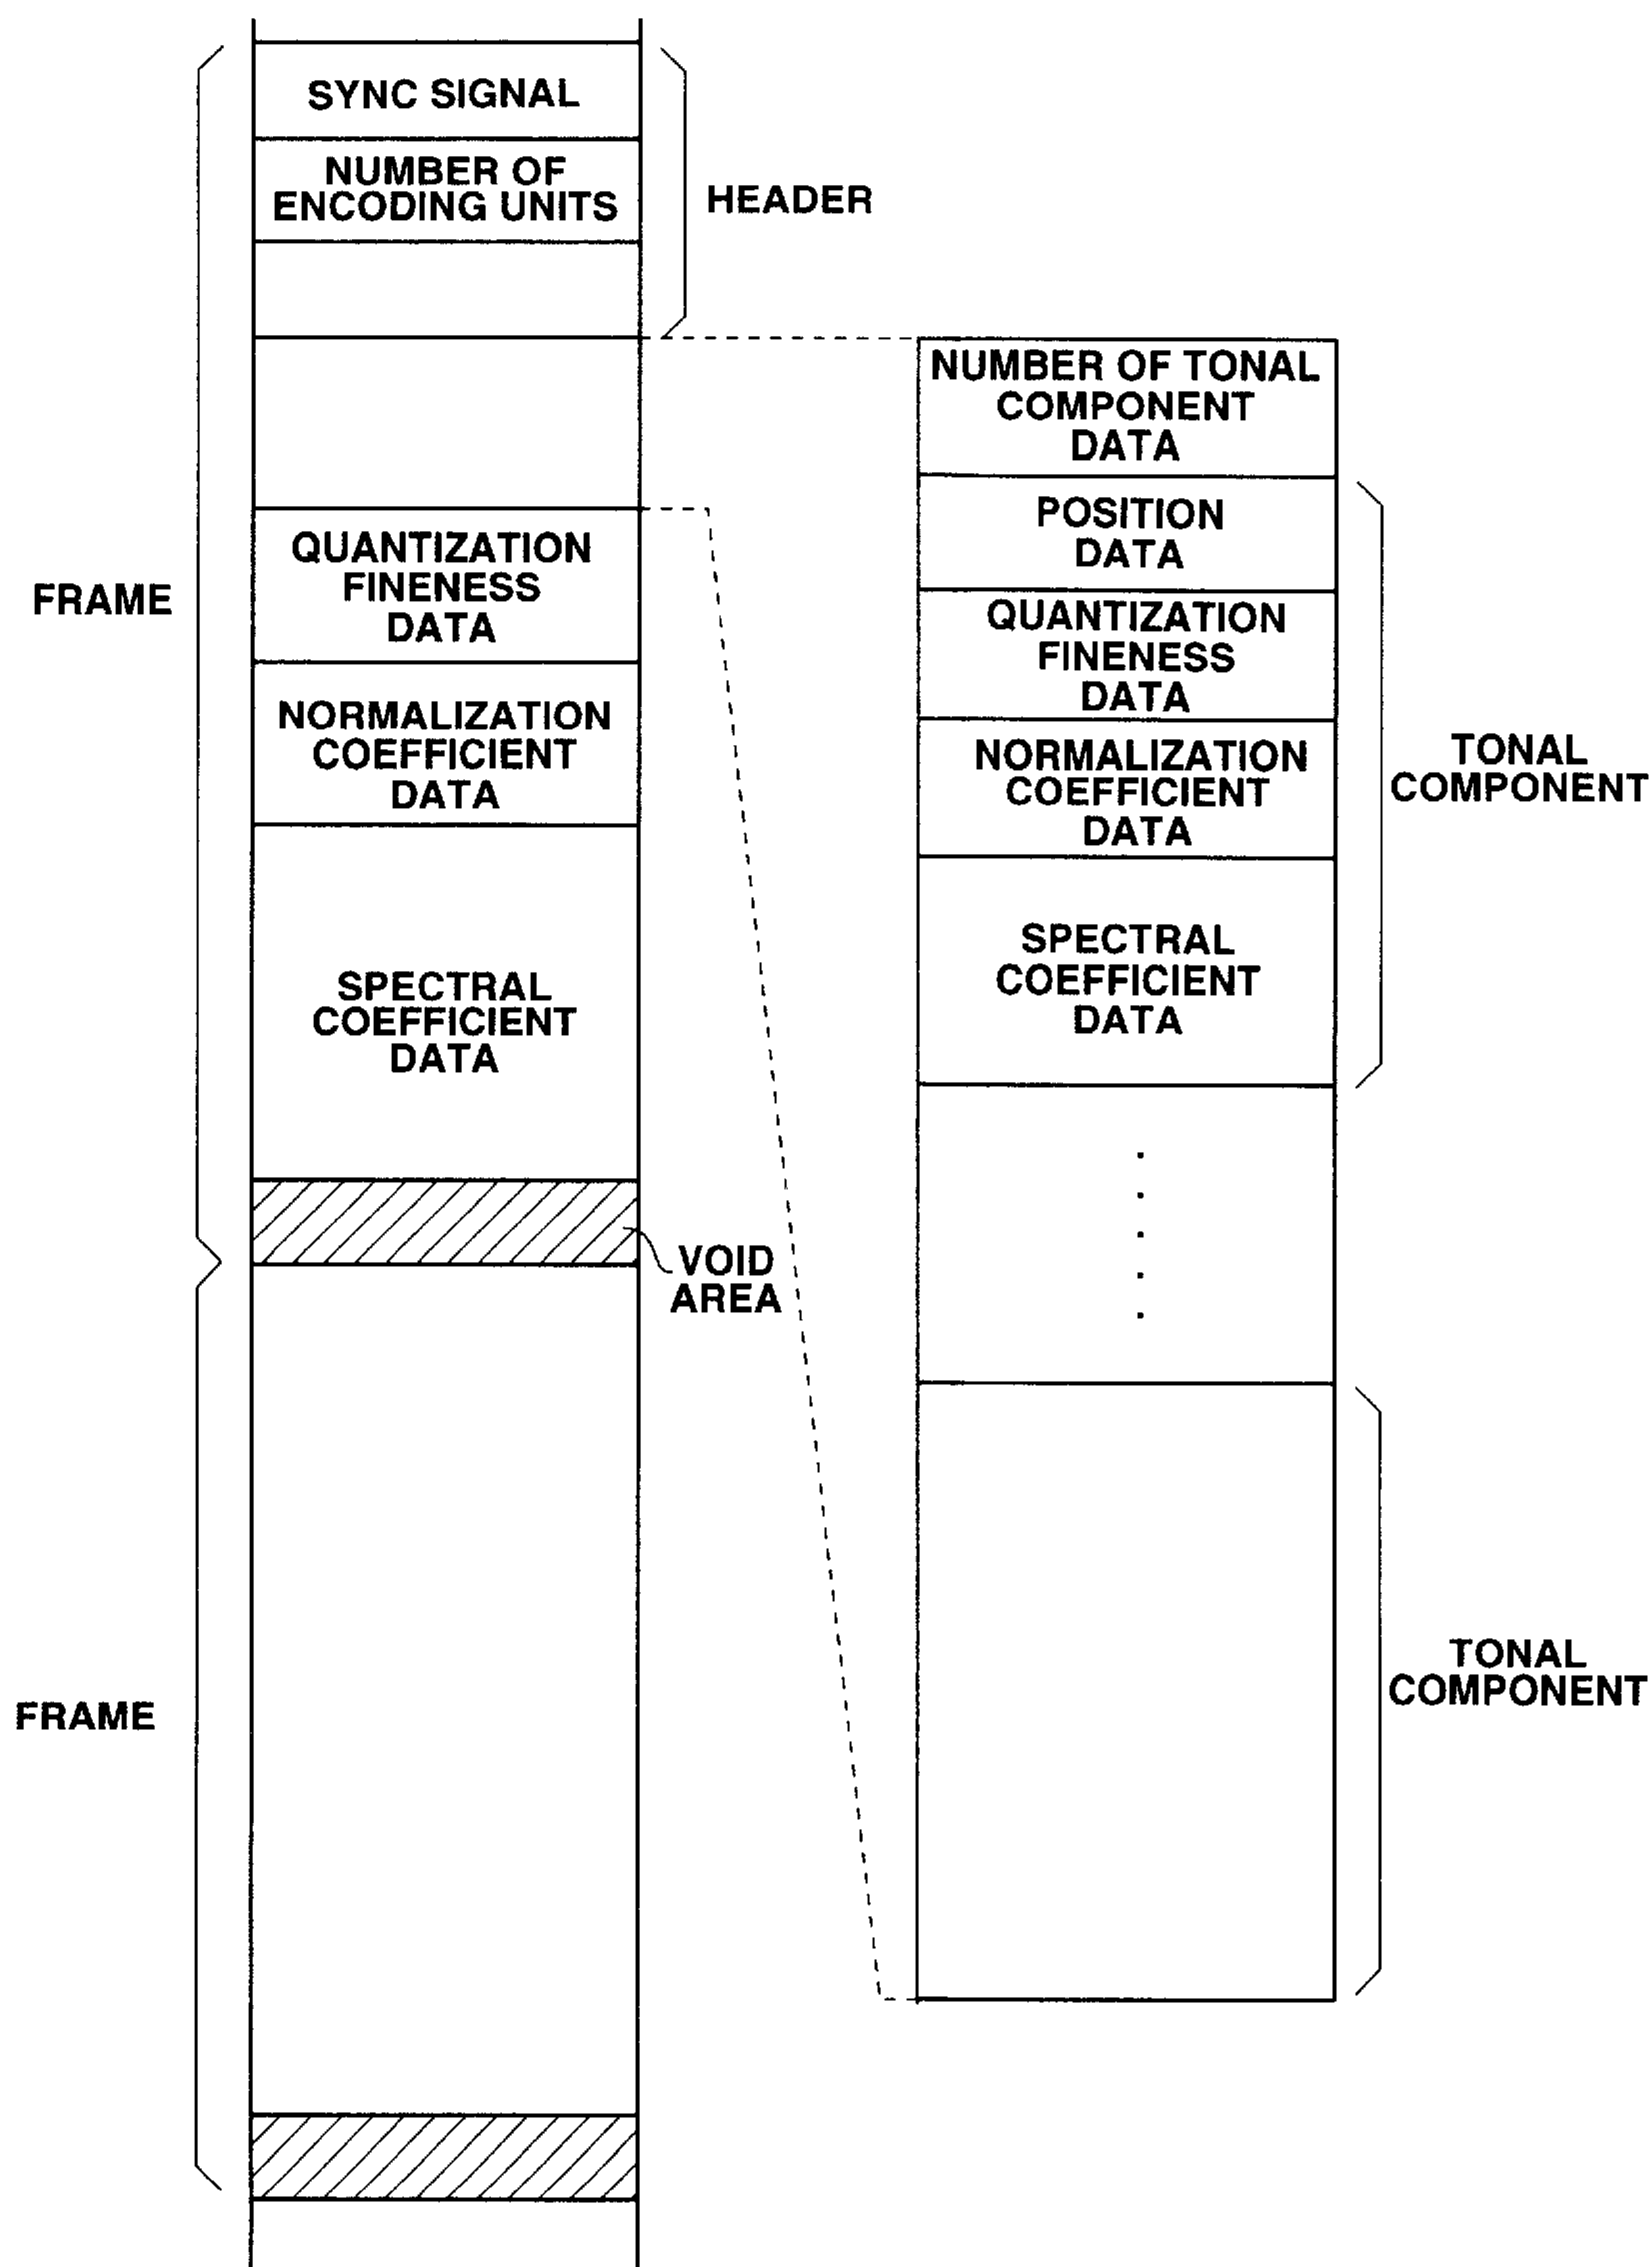 SYNC SIGNAL
NUMBER OF
ENCODING UNITS
HEADER
FRAME
QUANTIZATION
FINENESS
DATA
NORMALIZATION
COEFFICIENT
DATA
SPECTRAL
COEFFICIENT
DATA
VOID
AREA
FRAME
NUMBER OF TONAL
COMPONENT
DATA
POSITION
DATA
QUANTIZATION
FINENESS
DATA
NORMALIZATION
COEFFICIENT
DATA
SPECTRAL
COEFFICIENT
DATA
TONAL
COMPONENT
TONAL
COMPONENT